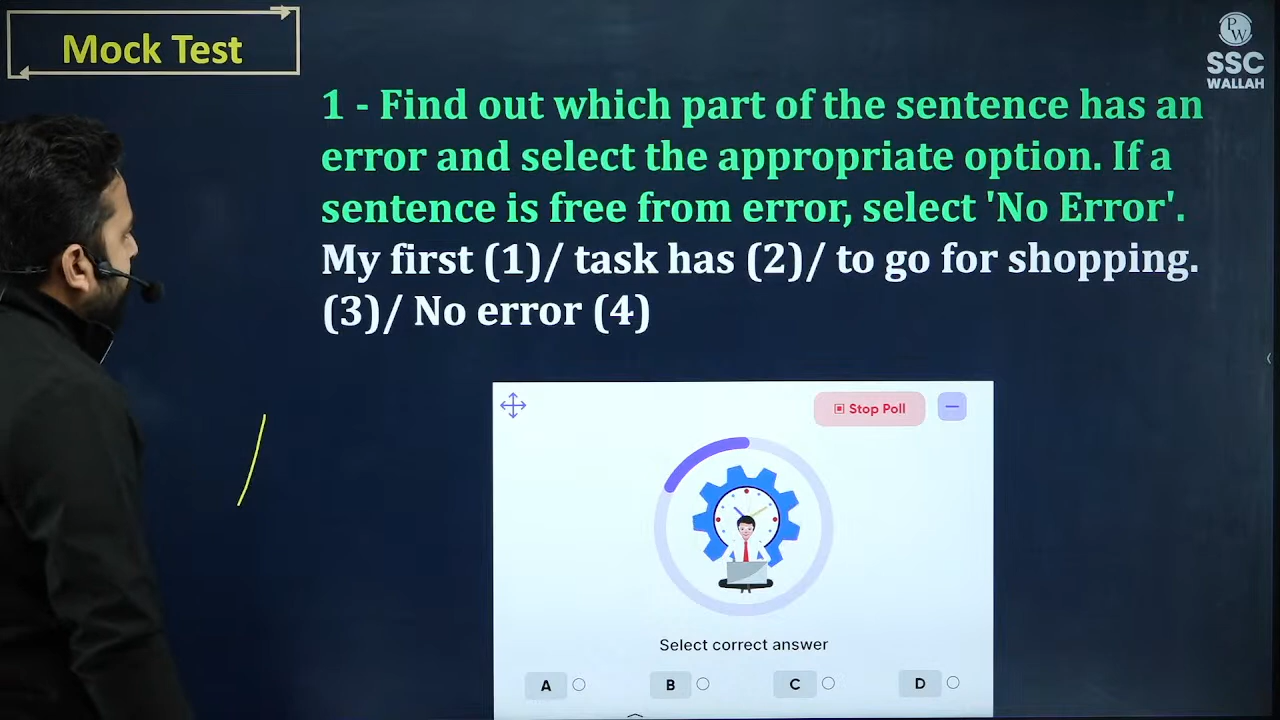 Mock Test
PW
SSC
WALLAH
1 - Find out which part of the sentence has an
error and select the appropriate option. If a
sentence is free from error, select 'No Error'.
My first (1)/ task has (2)/ to go for shopping.
(3)/ No error (4)
Stop Poll
Select correct answer
A B C D